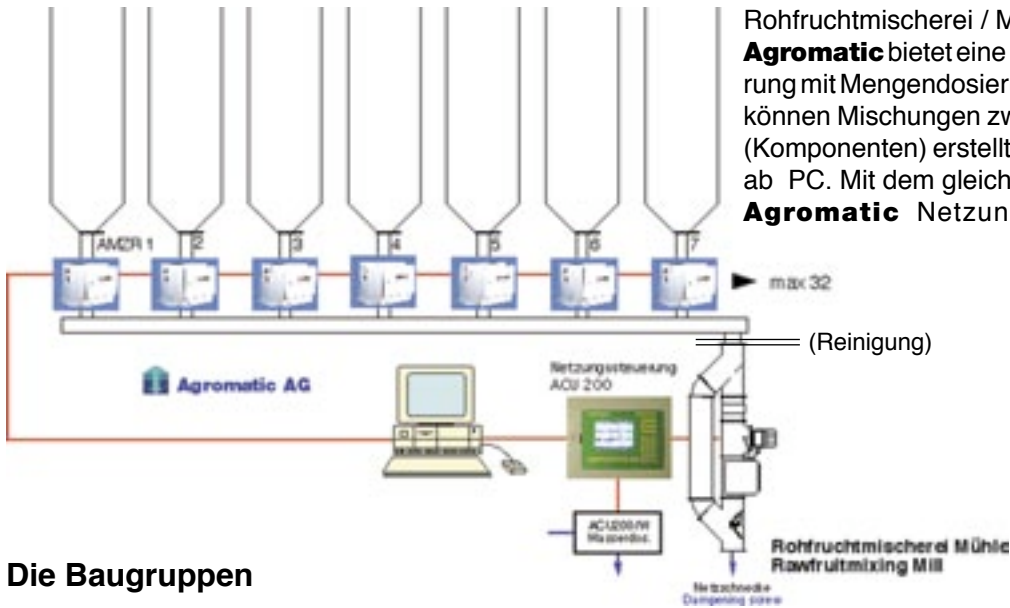 Rohfruchtmischerei / M
Agromatic bietet eine
rung mit Mengendosier
können Mischungen zw
(Komponenten) erstellt
ab PC. Mit dem gleich
Agromatic Netzun
AMZR 1 2 3 4 5 6 7
max 32
(Reinigung)
Agromatic AG
Netzungssteuerung
ACU 200
ACU200/W
Wasserdos.
Rohfruchtmischerei Mühle
Rawfruitmixing Mill
Die Baugruppen
Netzschnecke
Dampening screw